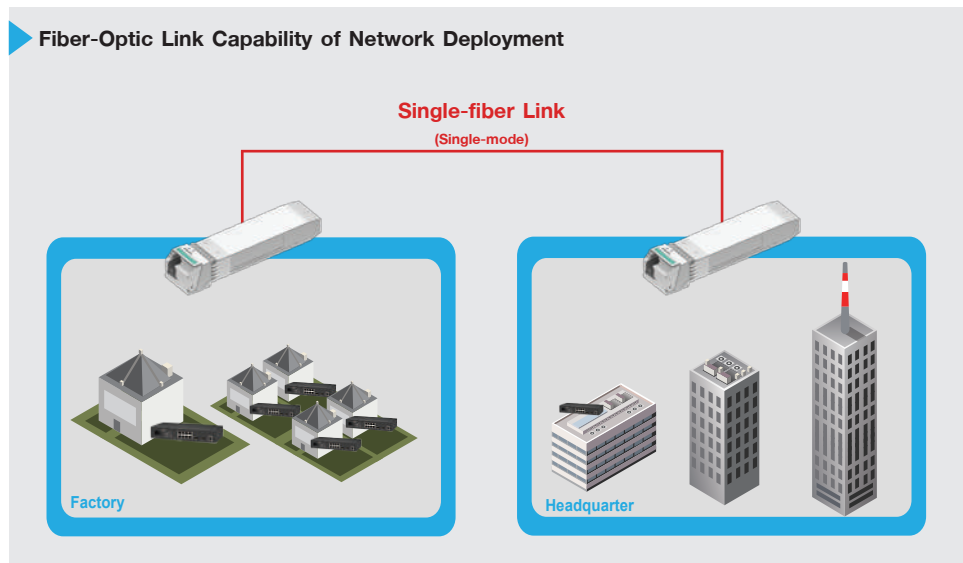 Fiber-Optic Link Capability of Network Deployment
Single-fiber Link
(Single-mode)
Factory
Headquarter